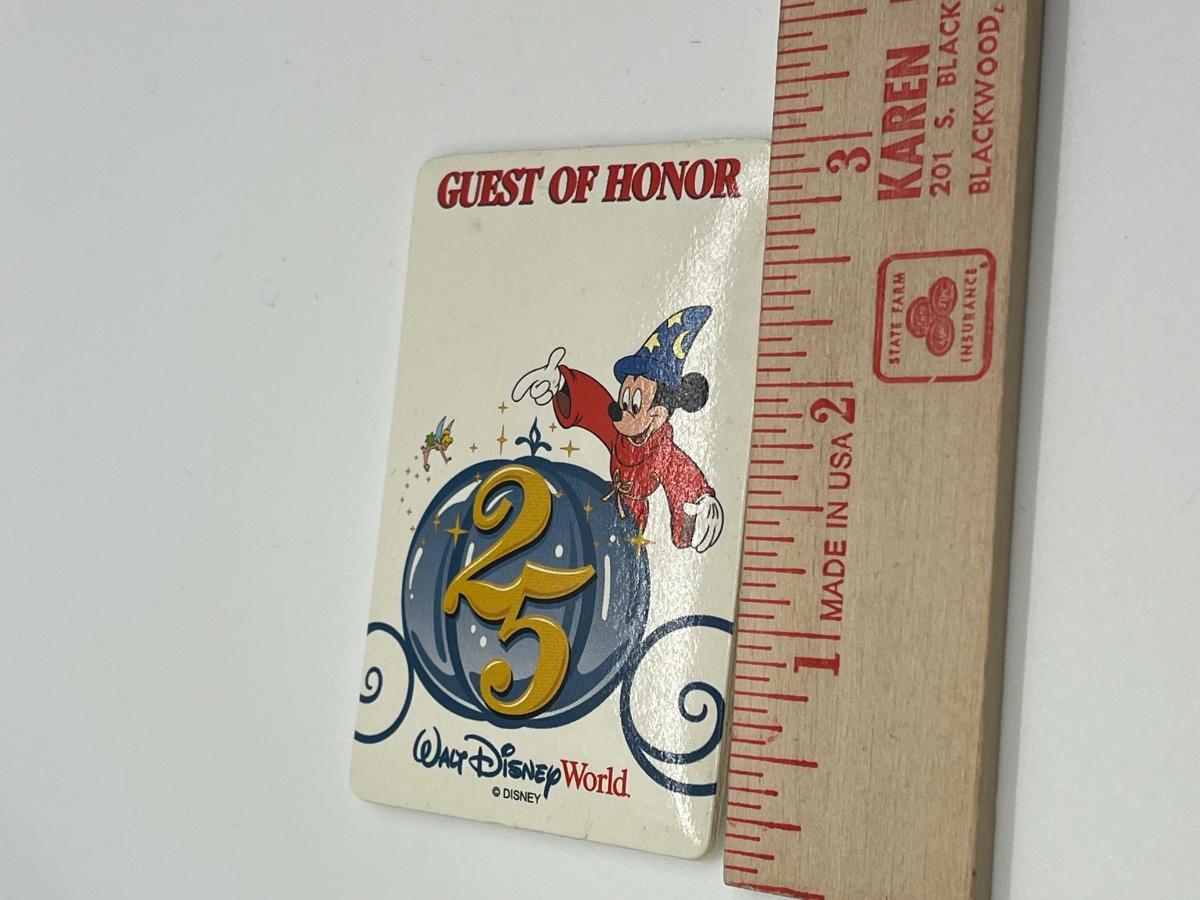 GUEST OF HONOR
25
WALT DISNEY World
© DISNEY
1
2
3
MADE IN USA
STATE FARM
INSURANCE
KAREN
201 S. BLACK
BLACKWOOD,